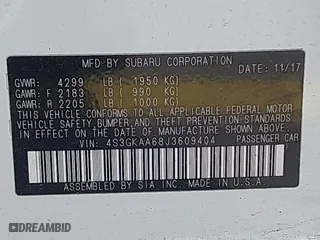 MFD BY SUBARU CORPORATION
DATE: 11/17
GVWR: 4299 LB ( 1950 KG)
GAWR: F 2183 LB ( 990 KG)
GAWR: R 2205 LB ( 1000 KG)
THIS VEHICLE CONFORMS TO ALL APPLICABLE FEDERAL MOTOR
VEHICLE SAFETY, BUMPER, AND THEFT PREVENTION STANDARDS
IN EFFECT ON THE DATE OF MANUFACTURE SHOWN ABOVE.
VIN: 4S3GKAA68J3609404
PASSENGER CAR
ASSEMBLED BY SIA INC. MADE IN U.S.A.
DREAMBID